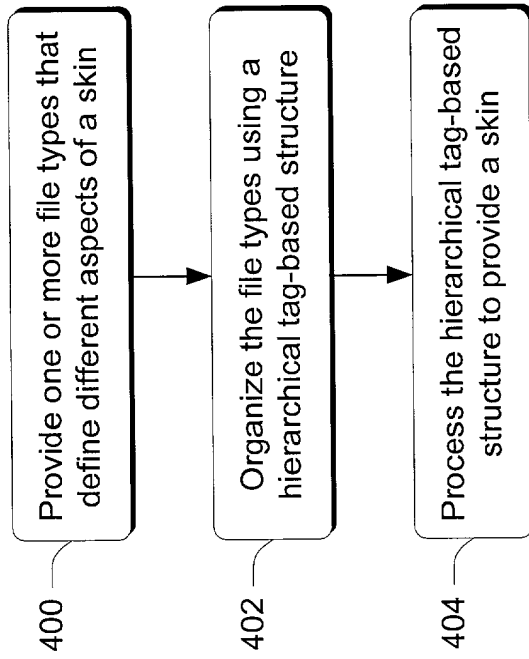 400
Provide one or more file types that
define different aspects of a skin
402
Organize the file types using a
hierarchical tag-based structure
404
Process the hierarchical tag-based
structure to provide a skin